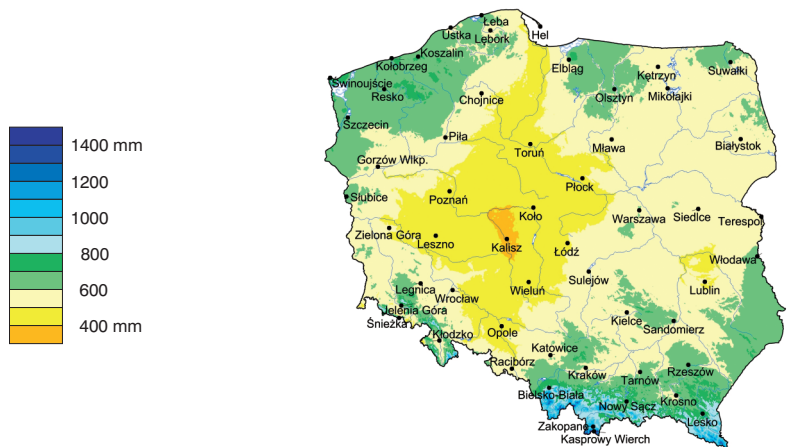 1400 mm
1200
1000
800
600
400 mm
Łeba
Ustka
Lębork
Hel
Koszalin
Kołobrzeg
Elbląg
Kętrzyn
Suwałki
Świnoujście
Resko
Chojnice
Olsztyn
Mikołajki
Szczecin
Piła
Toruń
Mława
Białystok
Gorzów Wlkp.
Płock
Słubice
Poznań
Koło
Warszawa
Siedlce
Terespol
Zielona Góra
Leszno
Kalisz
Łódź
Włodawa
Legnica
Wrocław
Wieluń
Sulejów
Lublin
Jelenia Góra
Śnieżka
Kłodzko
Opole
Kielce
Sandomierz
Racibórz
Katowice
Kraków
Tarnów
Rzeszów
Bielsko-Biała
Nowy Sącz
Krosno
Lesko
Zakopane
Kasprowy Wierch